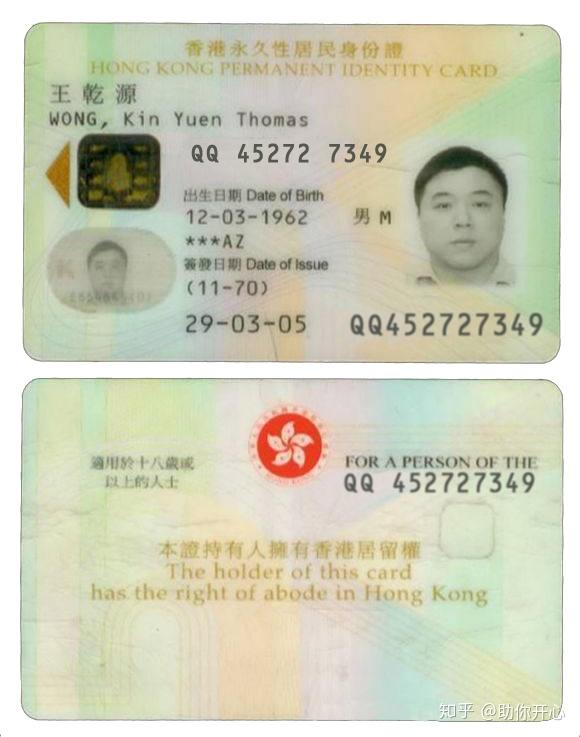 香港永久性居民身份證
HONG KONG PERMANENT IDENTITY CARD
王乾源
WONG, Kin Yuen Thomas
QQ 45272 7349
出生日期 Date of Birth
12-03-1962 男 M
***AZ
簽發日期 Date of Issue
(11-70)
29-03-05 QQ452727349
適用於十八歲或
以上的人士
FOR A PERSON OF THE
QQ 452727349
本證持有人擁有香港居留權
The holder of this card
has the right of abode in Hong Kong
知乎 @助你开心